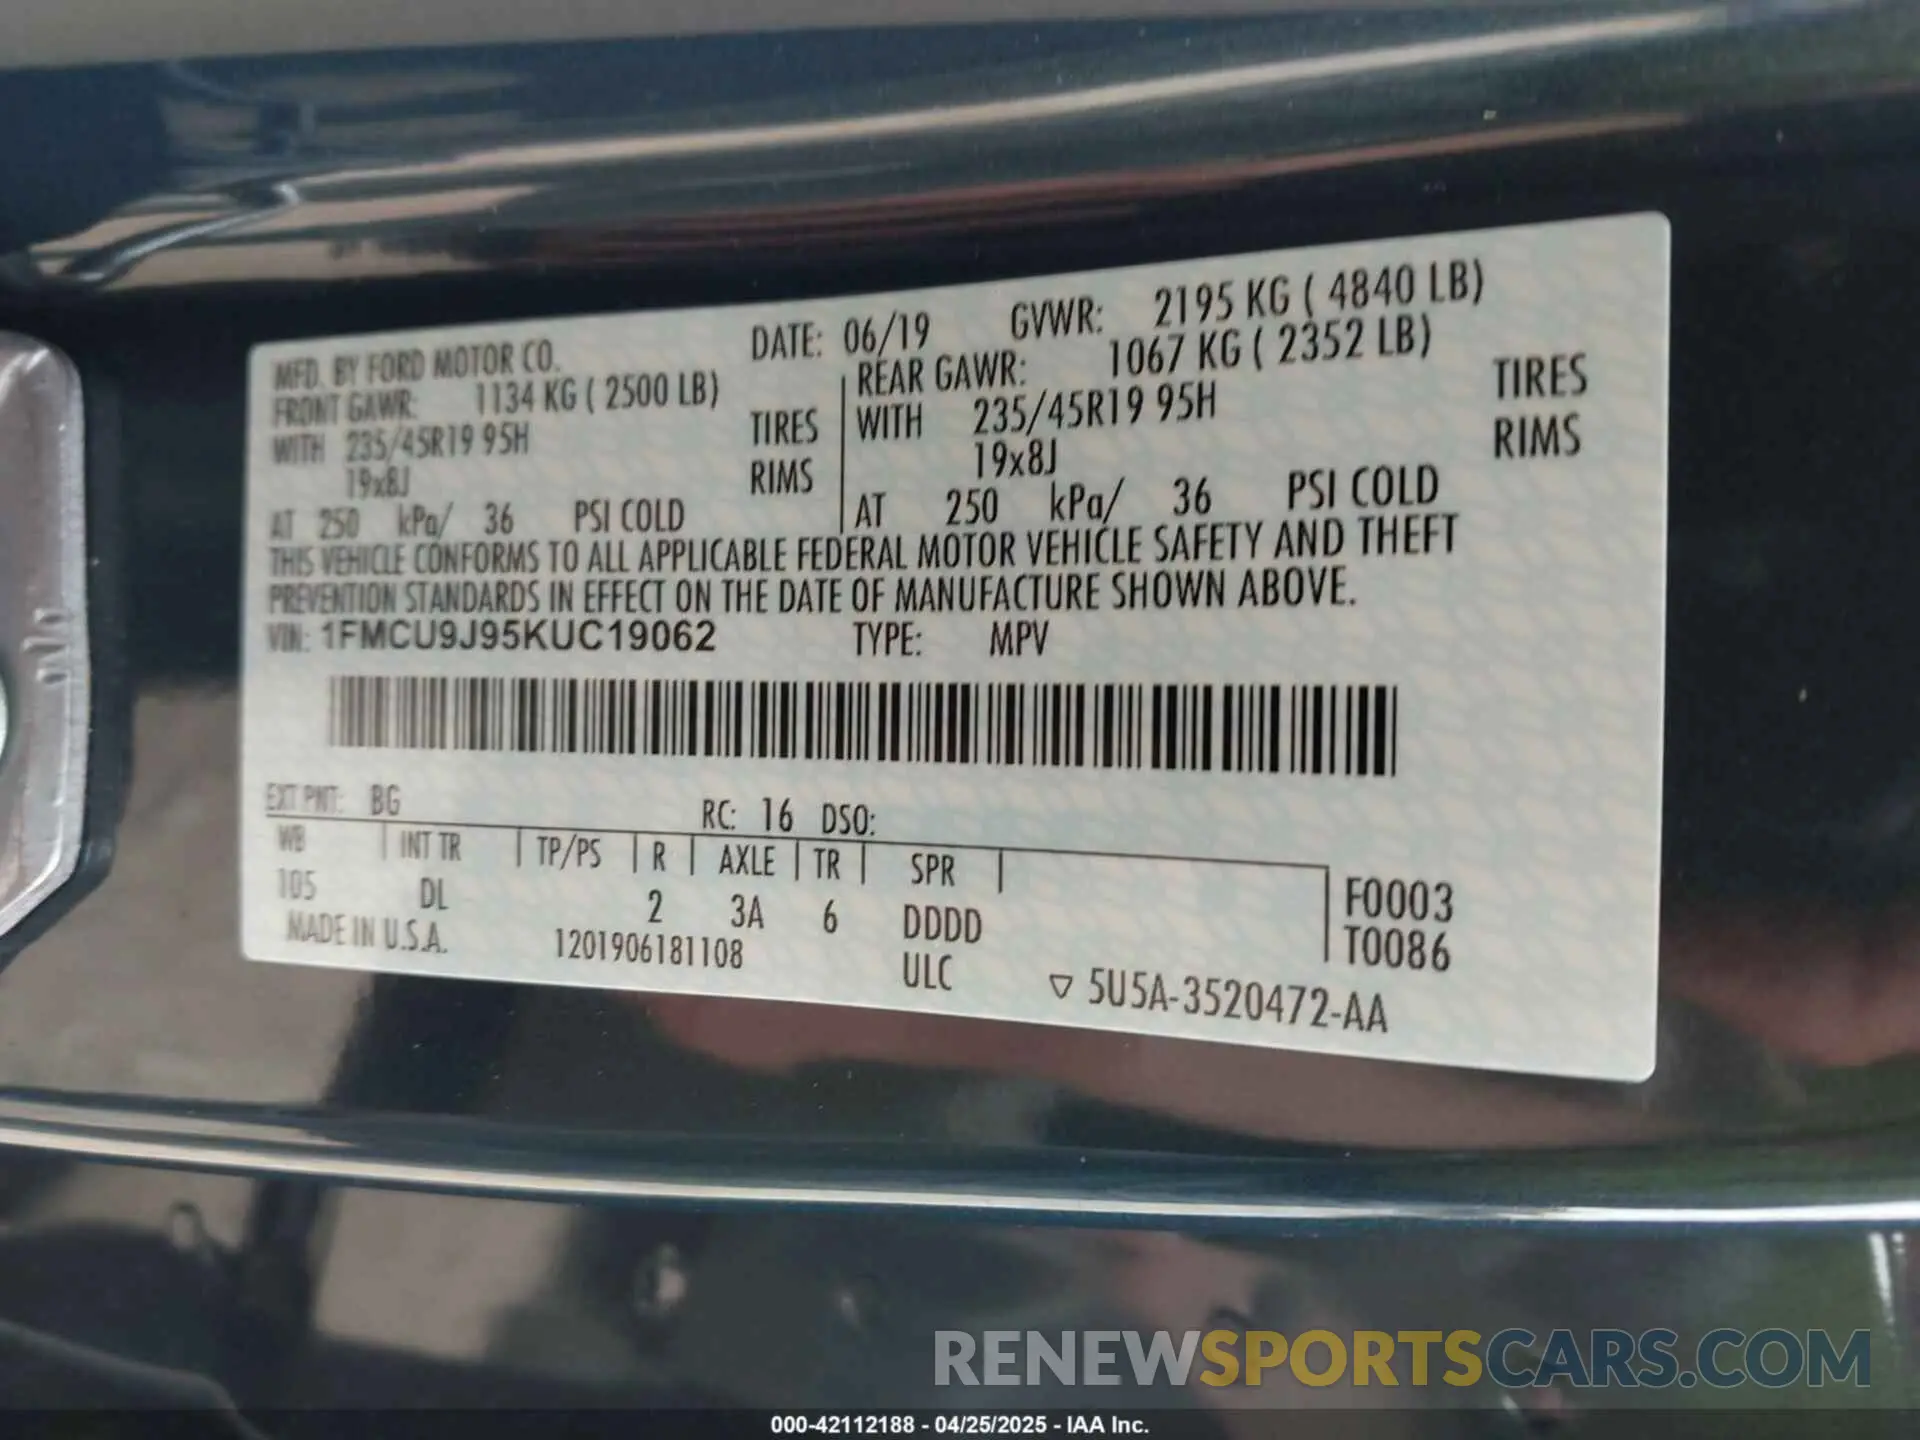 MFD. BY FORD MOTOR CO. DATE: 06/19 GVWR: 2195 KG ( 4840 LB)
FRONT GAWR: 1134 KG ( 2500 LB) REAR GAWR: 1067 KG ( 2352 LB)
WITH 235/45R19 95H TIRES WITH 235/45R19 95H TIRES
19x8J RIMS 19x8J RIMS
AT 250 kPa/ 36 PSI COLD AT 250 kPa/ 36 PSI COLD
THIS VEHICLE CONFORMS TO ALL APPLICABLE FEDERAL MOTOR VEHICLE SAFETY AND THEFT
PREVENTION STANDARDS IN EFFECT ON THE DATE OF MANUFACTURE SHOWN ABOVE.
VIN: 1FMCU9J95KUC19062 TYPE: MPV
EXT PNT: BG RC: 16 DSO:
WB INT TR TP/PS R AXLE TR SPR
105 DL 2 3A 6 DDDD F0003
MADE IN U.S.A. 1201906181108 ULC T0086
▽ 5U5A-3520472-AA
RENEWSPORTSCARS.COM
000-42112188 - 04/25/2025 - IAA Inc.